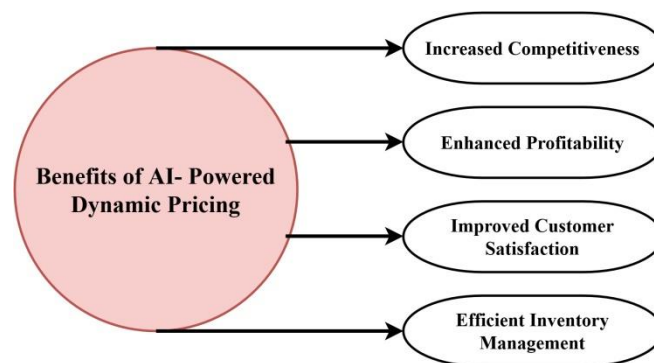 Benefits of AI- Powered
Dynamic Pricing
Increased Competitiveness
Enhanced Profitability
Improved Customer
Satisfaction
Efficient Inventory
Management